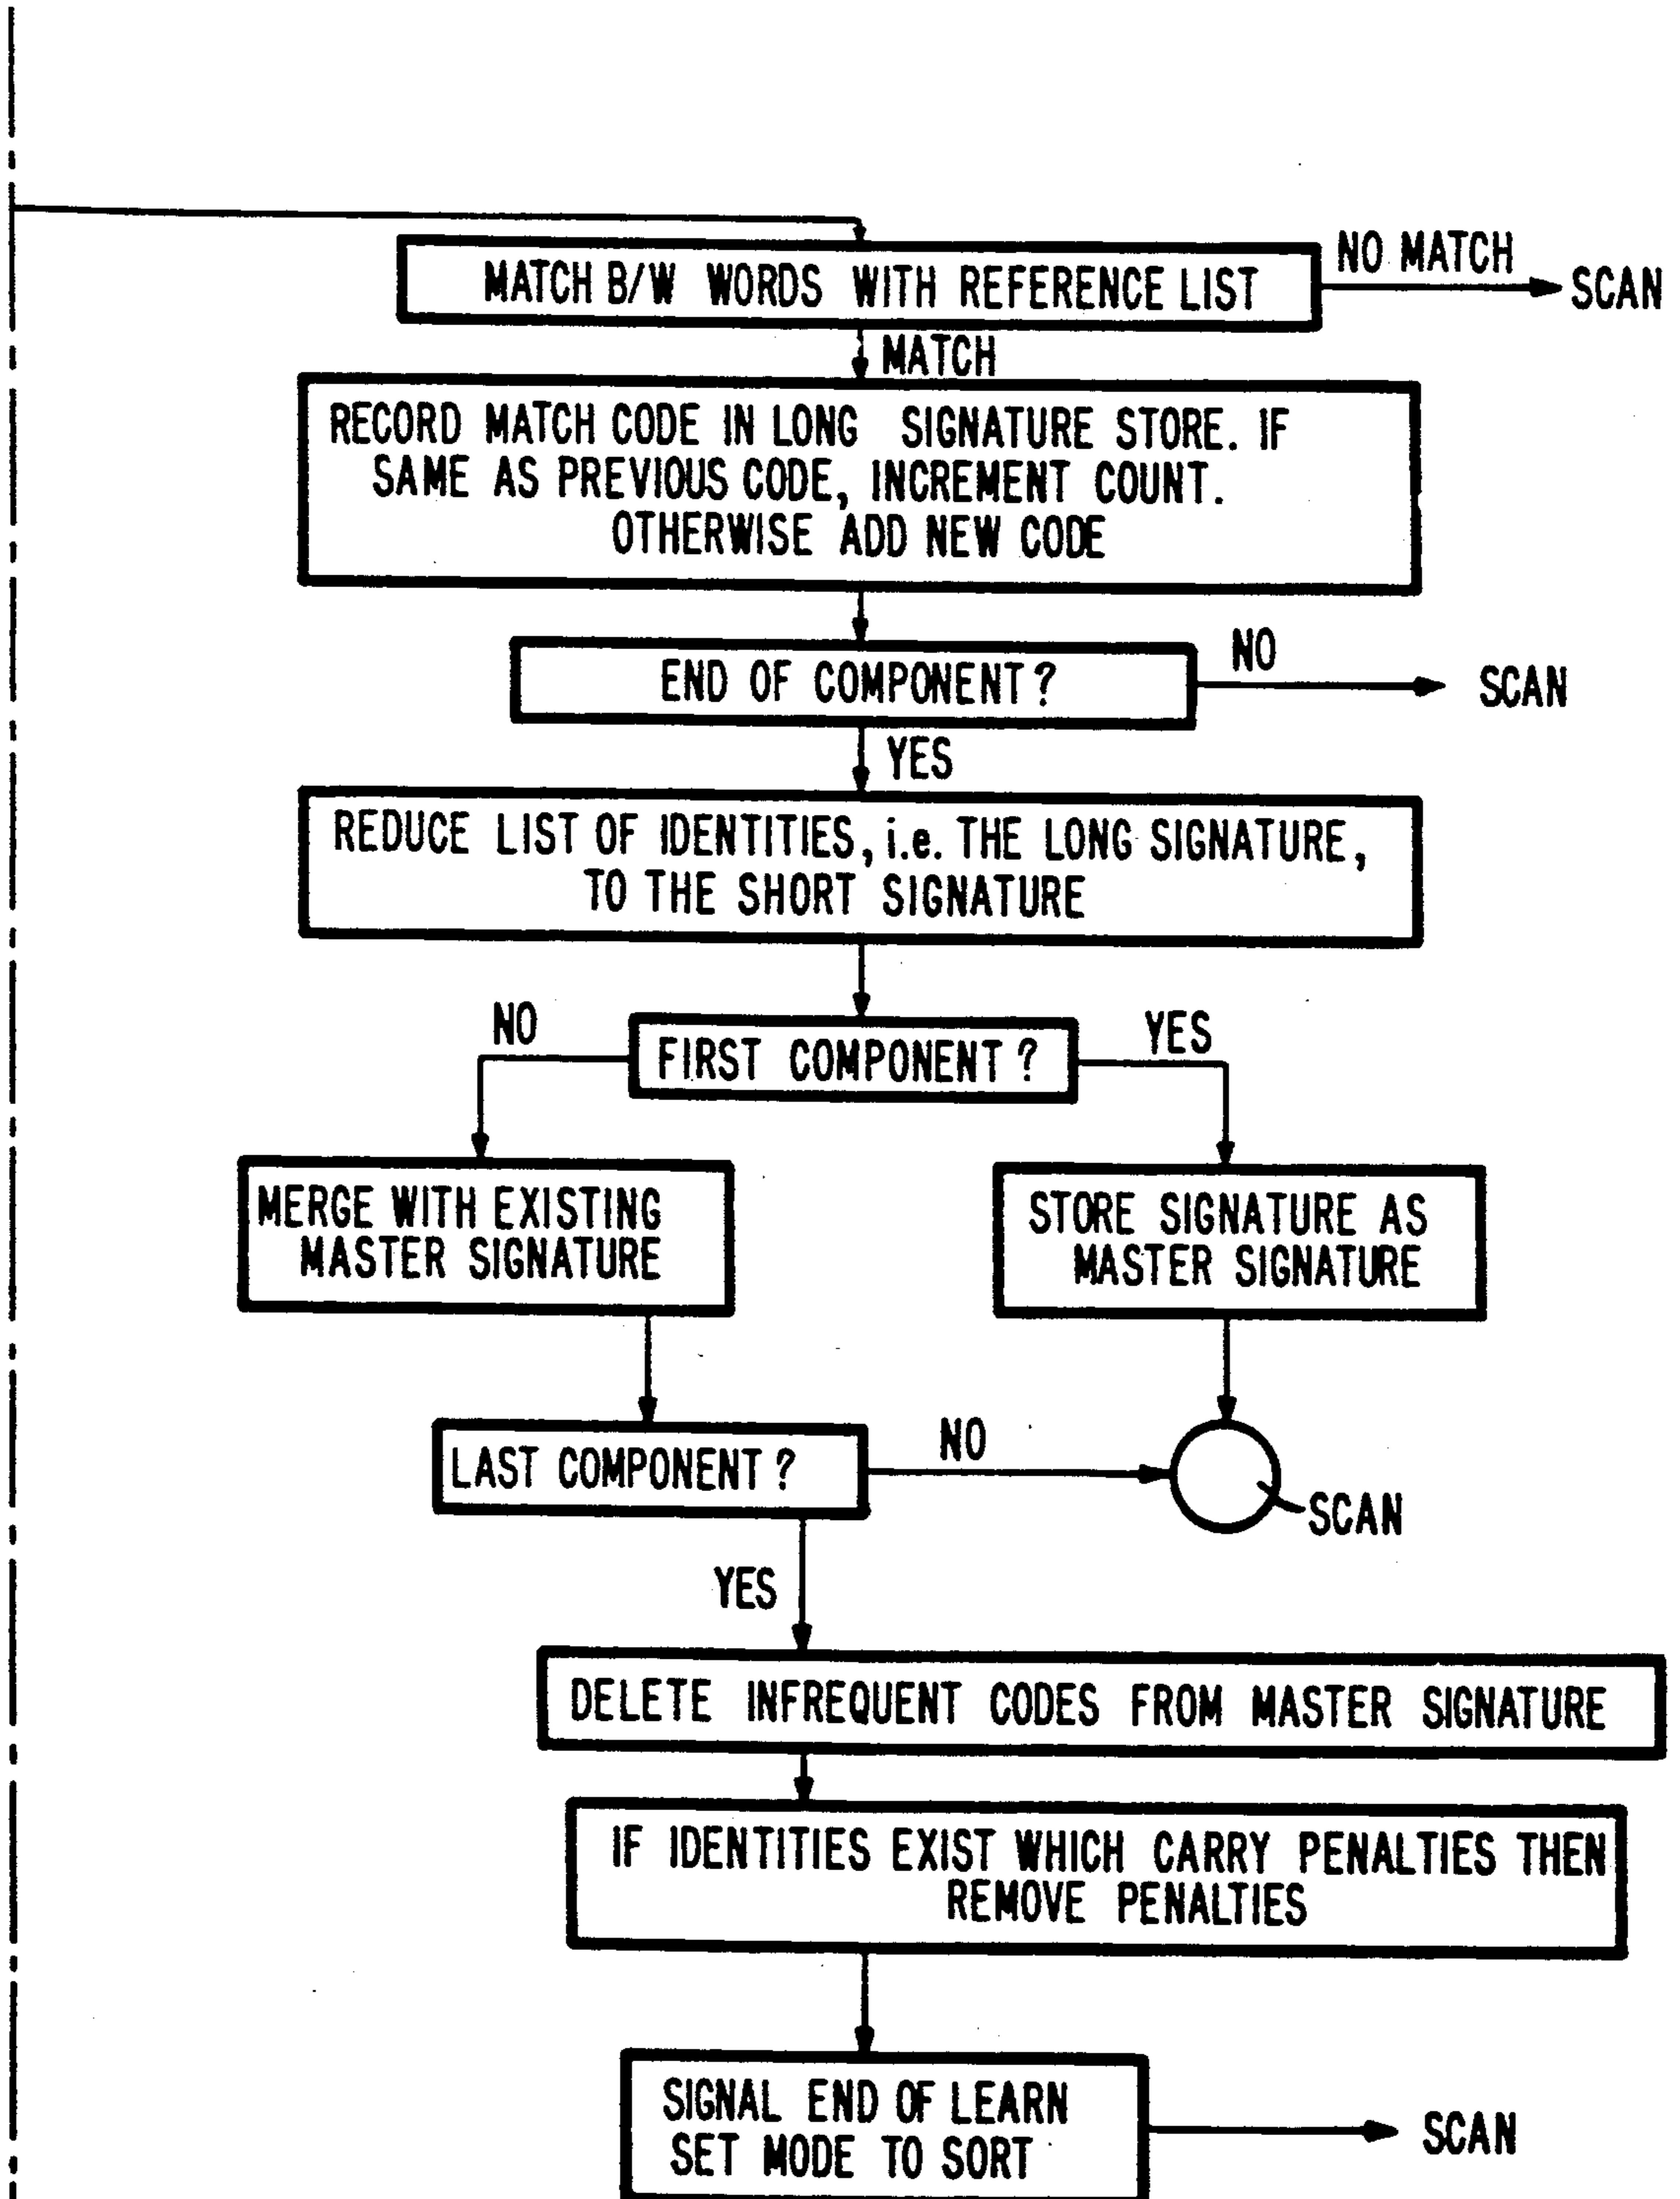 MATCH B/W WORDS WITH REFERENCE LIST
NO MATCH
SCAN
MATCH
RECORD MATCH CODE IN LONG SIGNATURE STORE. IF
SAME AS PREVIOUS CODE, INCREMENT COUNT.
OTHERWISE ADD NEW CODE
END OF COMPONENT?
NO
SCAN
YES
REDUCE LIST OF IDENTITIES, i.e. THE LONG SIGNATURE,
TO THE SHORT SIGNATURE
NO
FIRST COMPONENT?
YES
MERGE WITH EXISTING
MASTER SIGNATURE
STORE SIGNATURE AS
MASTER SIGNATURE
LAST COMPONENT?
NO
SCAN
YES
DELETE INFREQUENT CODES FROM MASTER SIGNATURE
IF IDENTITIES EXIST WHICH CARRY PENALTIES THEN
REMOVE PENALTIES
SIGNAL END OF LEARN
SET MODE TO SORT
SCAN